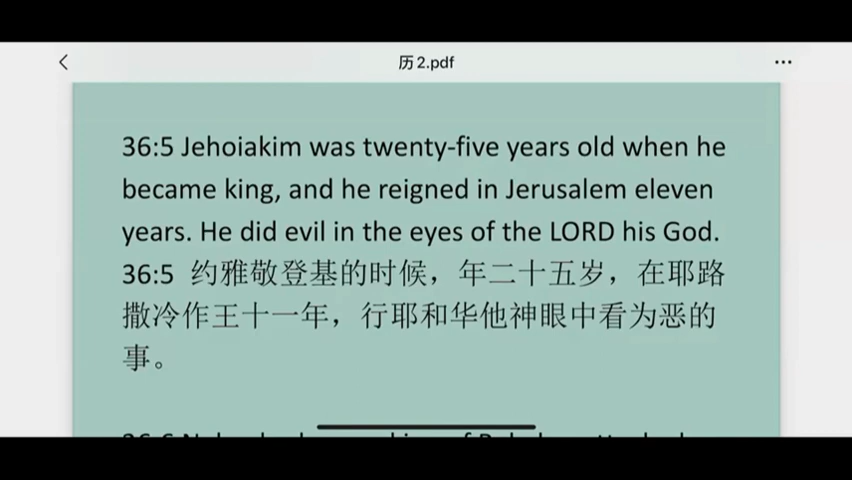 历2.pdf
36:5 Jehoiakim was twenty-five years old when he
became king, and he reigned in Jerusalem eleven
years. He did evil in the eyes of the LORD his God.
36:5 约雅敬登基的时候，年二十五岁，在耶路
撒冷作王十一年，行耶和华他神眼中看为恶的
事。